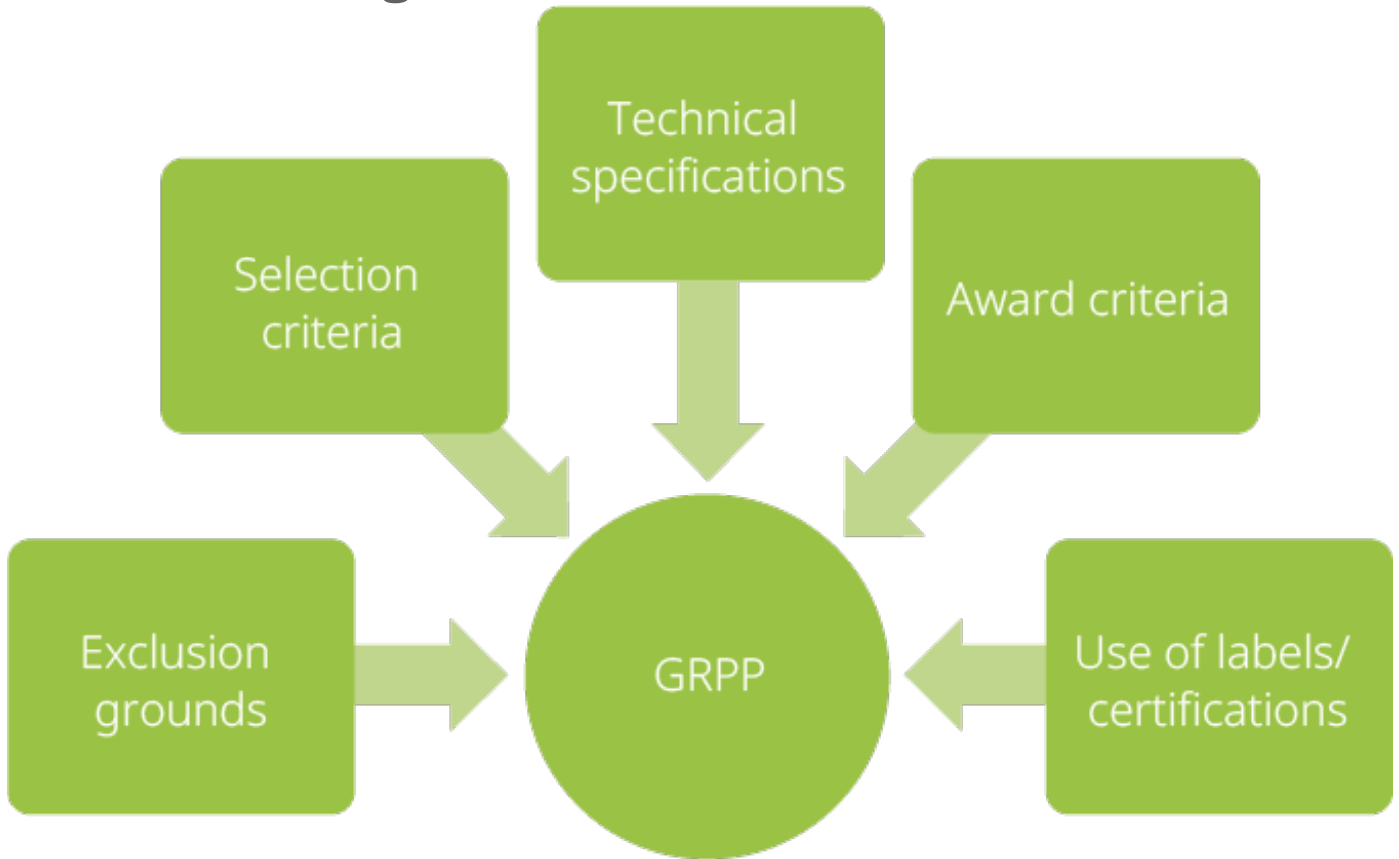 Technical
specifications
Selection
criteria
Award criteria
Exclusion
grounds
GRPP
Use of labels/
certifications